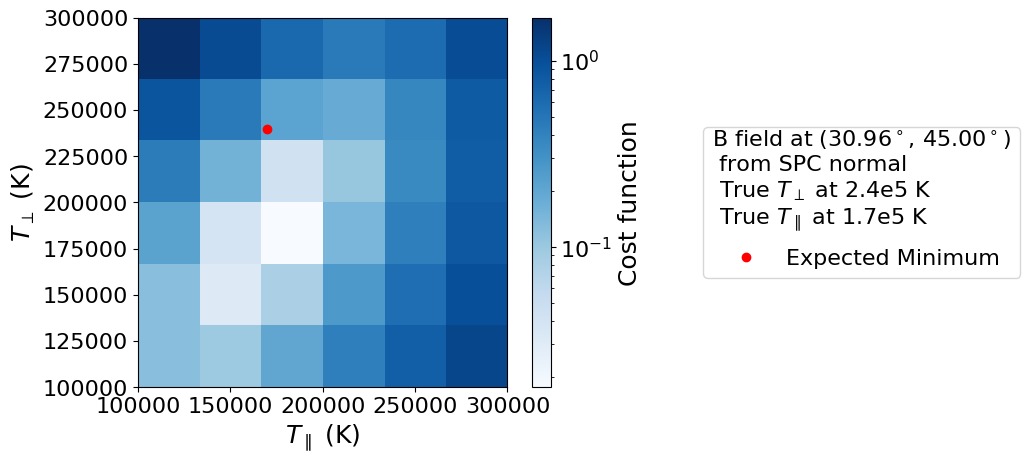 300000
275000
250000
225000
200000
175000
150000
125000
100000
T⊥ (K)
100000 150000 200000 250000 300000
T∥ (K)
10⁰
10⁻¹
Cost function
B field at (30.96°, 45.00°)
from SPC normal
True T⊥ at 2.4e5 K
True T∥ at 1.7e5 K
Expected Minimum